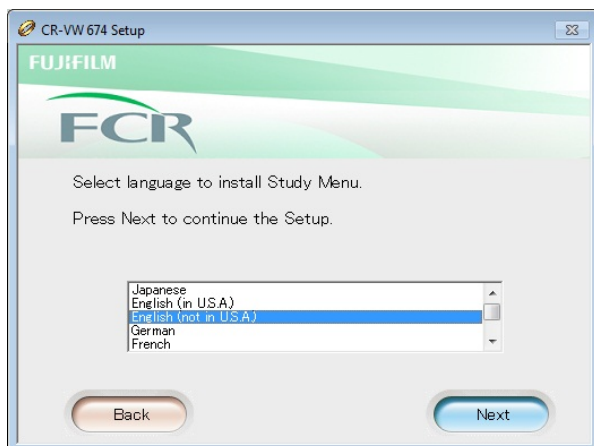 CR-VW 674 Setup
FUJIFILM
FCR
Select language to install Study Menu.
Press Next to continue the Setup.
Japanese
English (in U.S.A)
English (not in U.S.A)
German
French
Back
Next